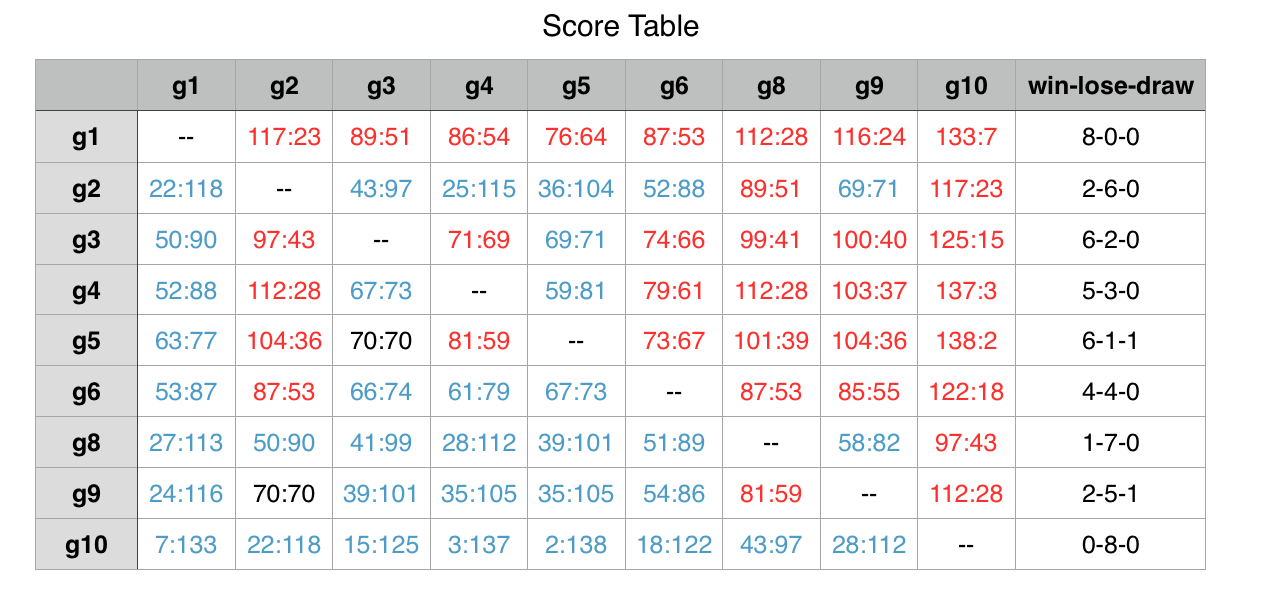 Score Table
g1 g2 g3 g4 g5 g6 g8 g9 g10 win-lose-draw
g1 -- 117:23 89:51 86:54 76:64 87:53 112:28 116:24 133:7 8-0-0
g2 22:118 -- 43:97 25:115 36:104 52:88 89:51 69:71 117:23 2-6-0
g3 50:90 97:43 -- 71:69 69:71 74:66 99:41 100:40 125:15 6-2-0
g4 52:88 112:28 67:73 -- 59:81 79:61 112:28 103:37 137:3 5-3-0
g5 63:77 104:36 70:70 81:59 -- 73:67 101:39 104:36 138:2 6-1-1
g6 53:87 87:53 66:74 61:79 67:73 -- 87:53 85:55 122:18 4-4-0
g8 27:113 50:90 41:99 28:112 39:101 51:89 -- 58:82 97:43 1-7-0
g9 24:116 70:70 39:101 35:105 35:105 54:86 81:59 -- 112:28 2-5-1
g10 7:133 22:118 15:125 3:137 2:138 18:122 43:97 28:112 -- 0-8-0